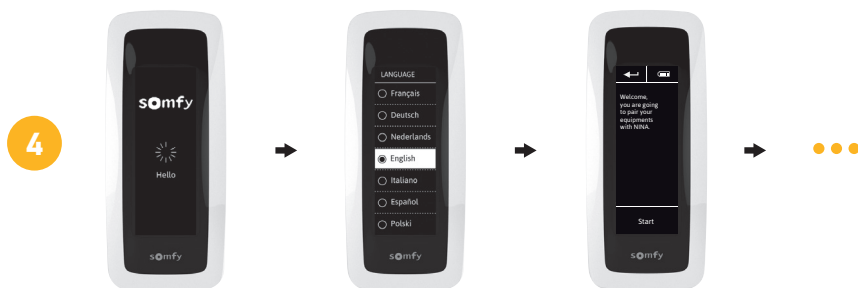 4
somfy
Hello
somfy
LANGUAGE
Français
Deutsch
Nederlands
English
Italiano
Español
Polski
somfy
Welcome,
you are going
to pair your
equipments
with NINA.
Start
somfy